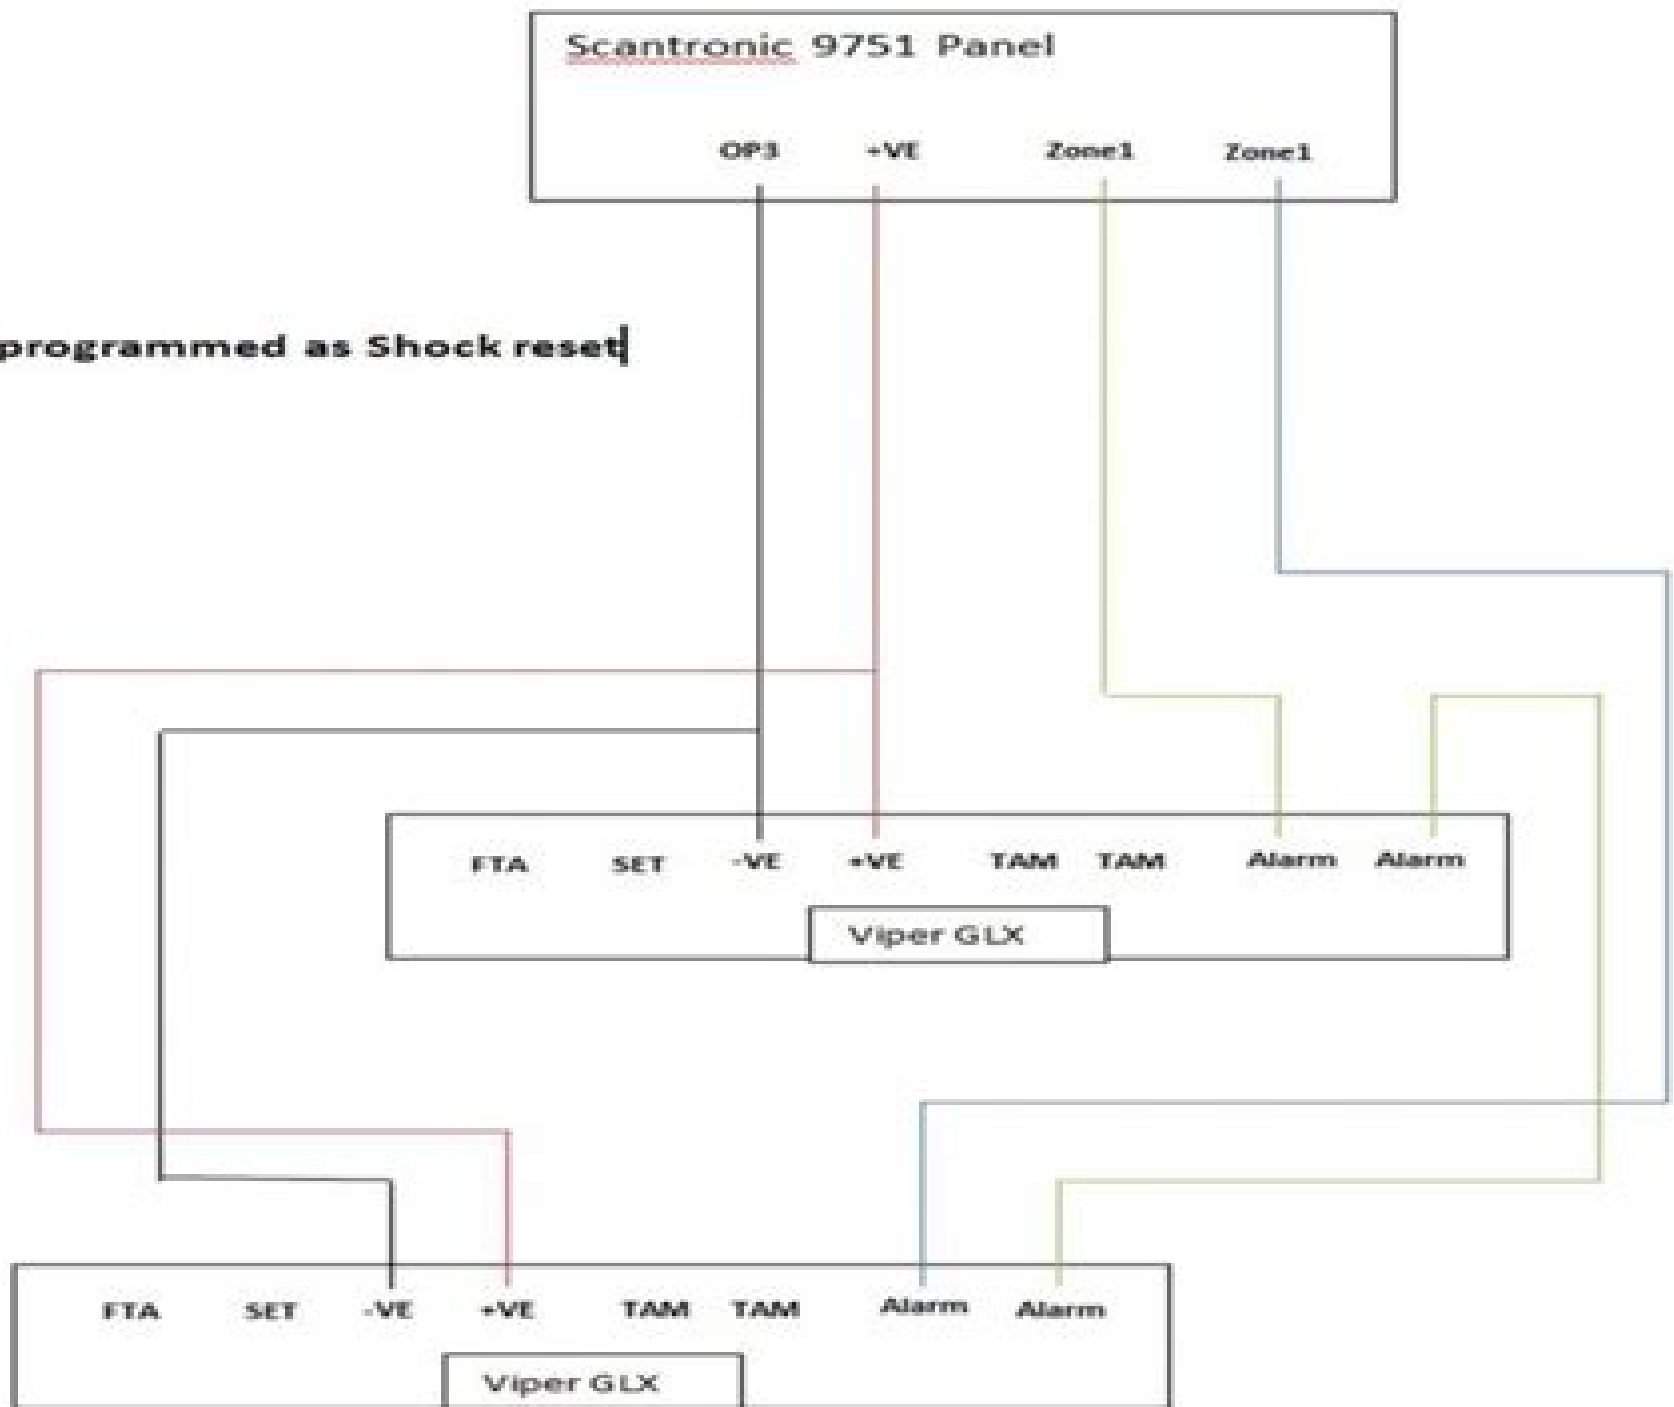 Scantronic 9751 Panel
OP3 +VE Zone1 Zone1
programmed as Shock reset
FTA SET -VE +VE TAM TAM Alarm Alarm
Viper GLX
FTA SET -VE +VE TAM TAM Alarm Alarm
Viper GLX